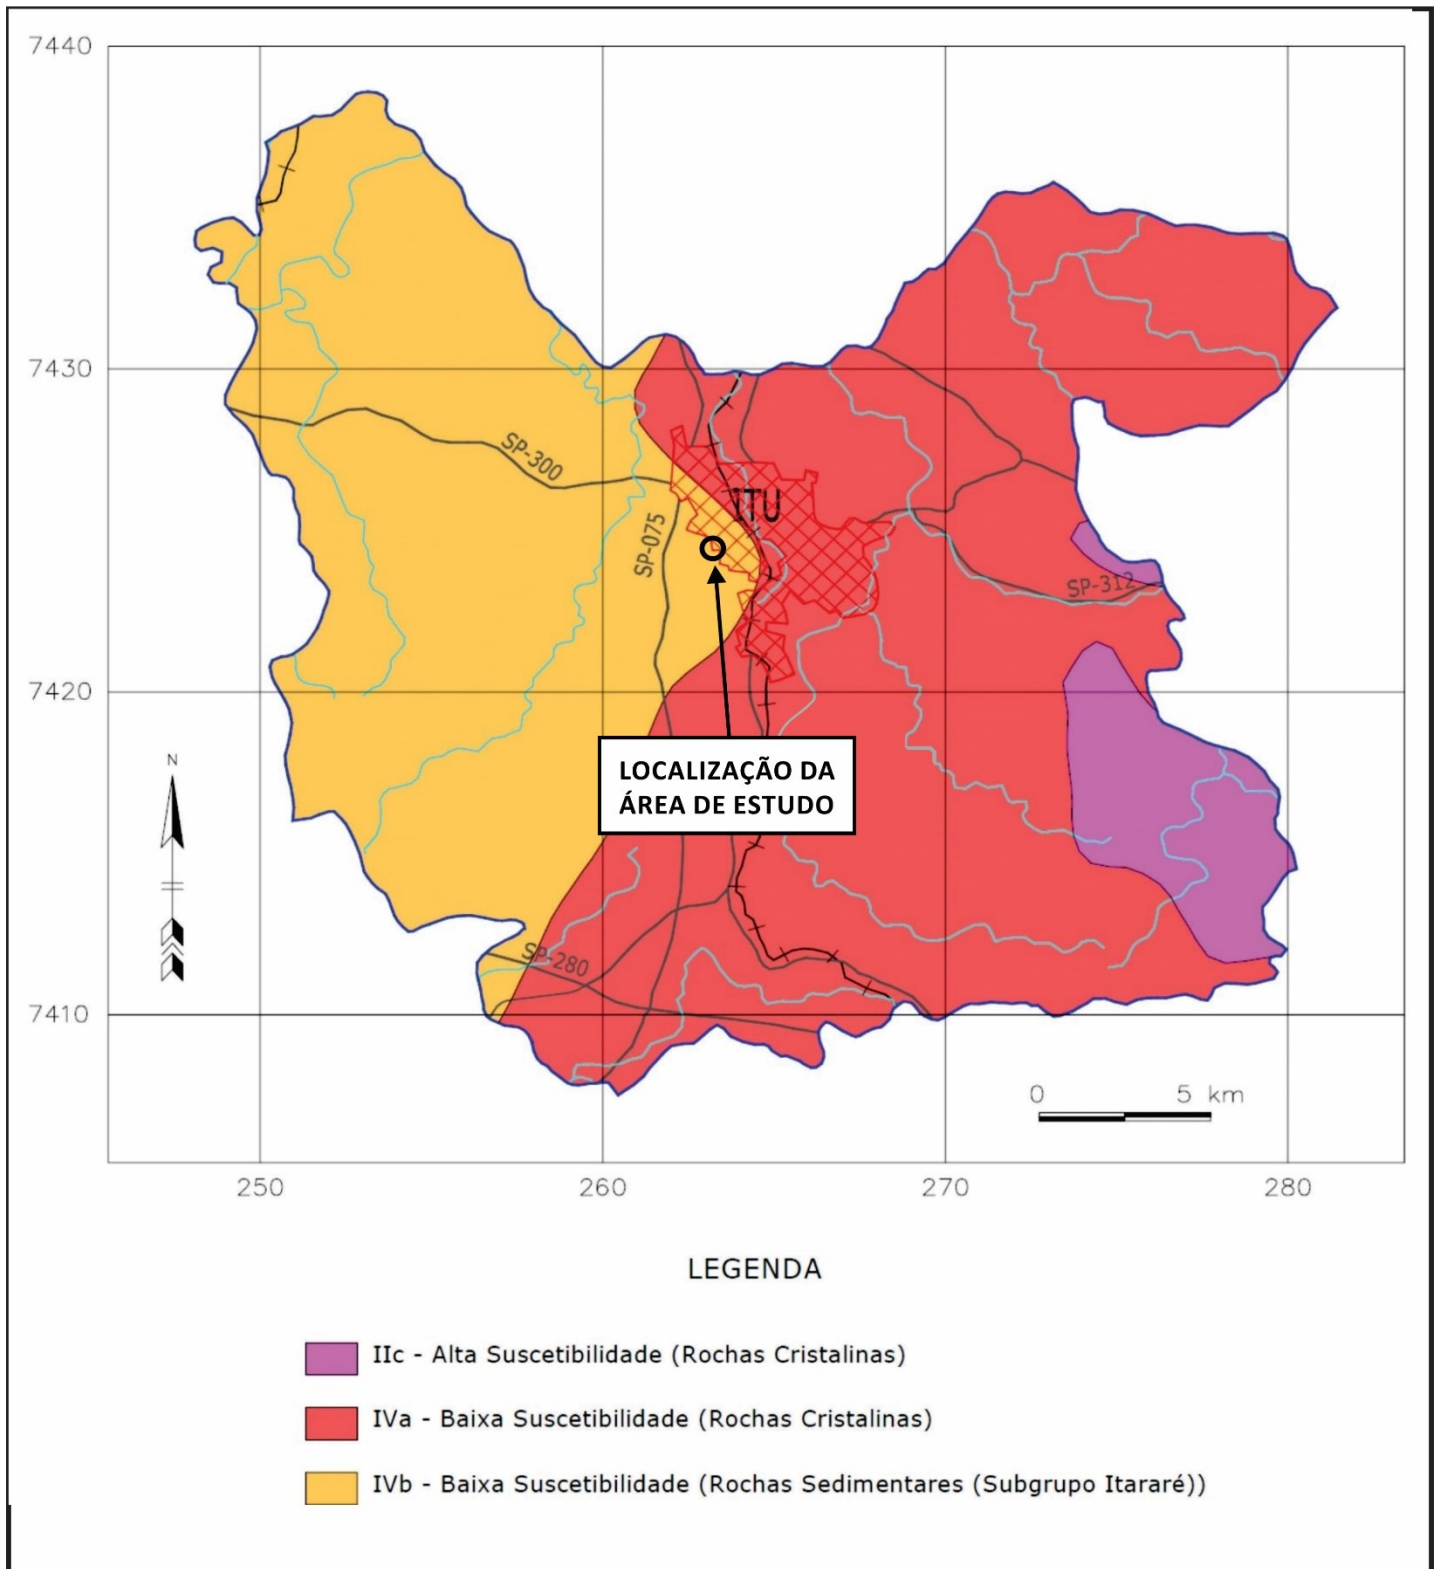 7440
7430
SP-300
ITU
SP-075
SP-312
7420
N
LOCALIZAÇÃO DA
ÁREA DE ESTUDO
SP-280
7410
0 5 km
250 260 270 280
LEGENDA
IIc - Alta Suscetibilidade (Rochas Cristalinas)
IVa - Baixa Suscetibilidade (Rochas Cristalinas)
IVb - Baixa Suscetibilidade (Rochas Sedimentares (Subgrupo Itararé))